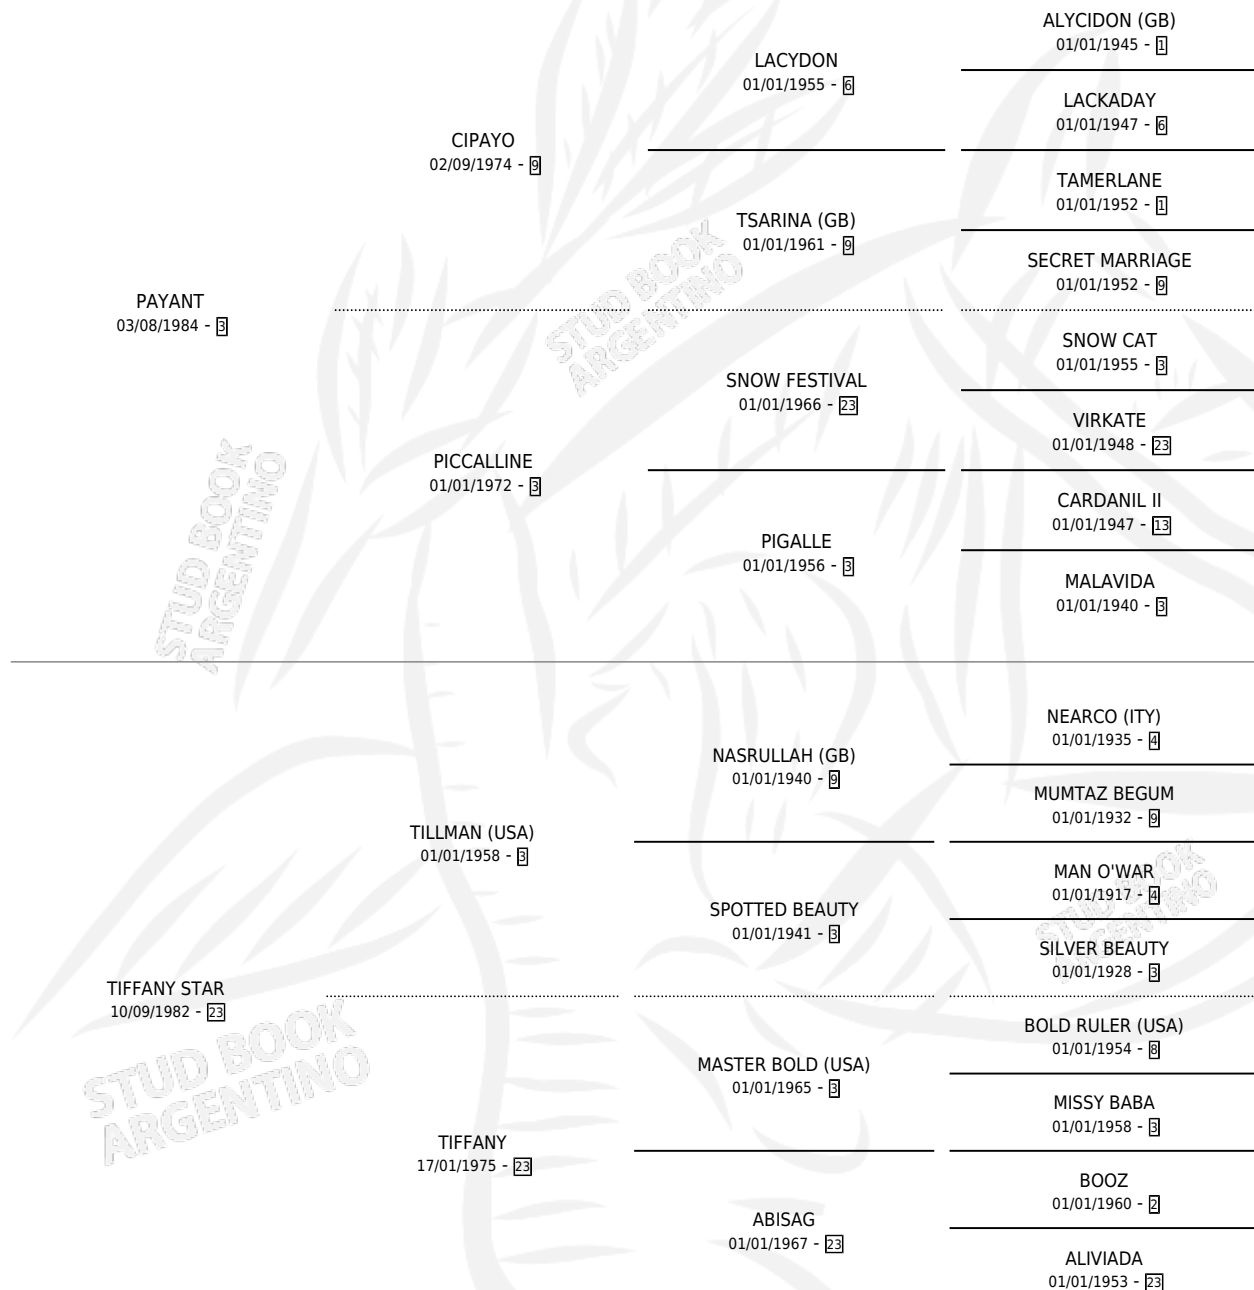 ALYCIDON (GB)
01/01/1945 - 1
LACYDON
01/01/1955 - 6
LACKADAY
01/01/1947 - 6
CIPAYO
02/09/1974 - 9
TAMERLANE
01/01/1952 - 1
TSARINA (GB)
01/01/1961 - 9
SECRET MARRIAGE
01/01/1952 - 9
PAYANT
03/08/1984 - 3
STUD BOOK
ARGENTINO
SNOW CAT
01/01/1955 - 3
SNOW FESTIVAL
01/01/1966 - 23
VIRKATE
01/01/1948 - 23
PICCALLINE
01/01/1972 - 3
CARDANIL II
01/01/1947 - 13
PIGALLE
01/01/1956 - 3
MALAVIDA
01/01/1940 - 3
STUD BOOK
ARGENTINO
NEARCO (ITY)
01/01/1935 - 4
NASRULLAH (GB)
01/01/1940 - 9
MUMTAZ BEGUM
01/01/1932 - 9
TILLMAN (USA)
01/01/1958 - 3
MAN O'WAR
01/01/1917 - 4
STUD BOOK
ARGENTINO
SPOTTED BEAUTY
01/01/1941 - 3
SILVER BEAUTY
01/01/1928 - 3
TIFFANY STAR
10/09/1982 - 23
STUD BOOK
ARGENTINO
BOLD RULER (USA)
01/01/1954 - 8
MASTER BOLD (USA)
01/01/1965 - 3
MISSY BABA
01/01/1958 - 3
TIFFANY
17/01/1975 - 23
BOOZ
01/01/1960 - 2
ABISAG
01/01/1967 - 23
ALIVIADA
01/01/1953 - 23